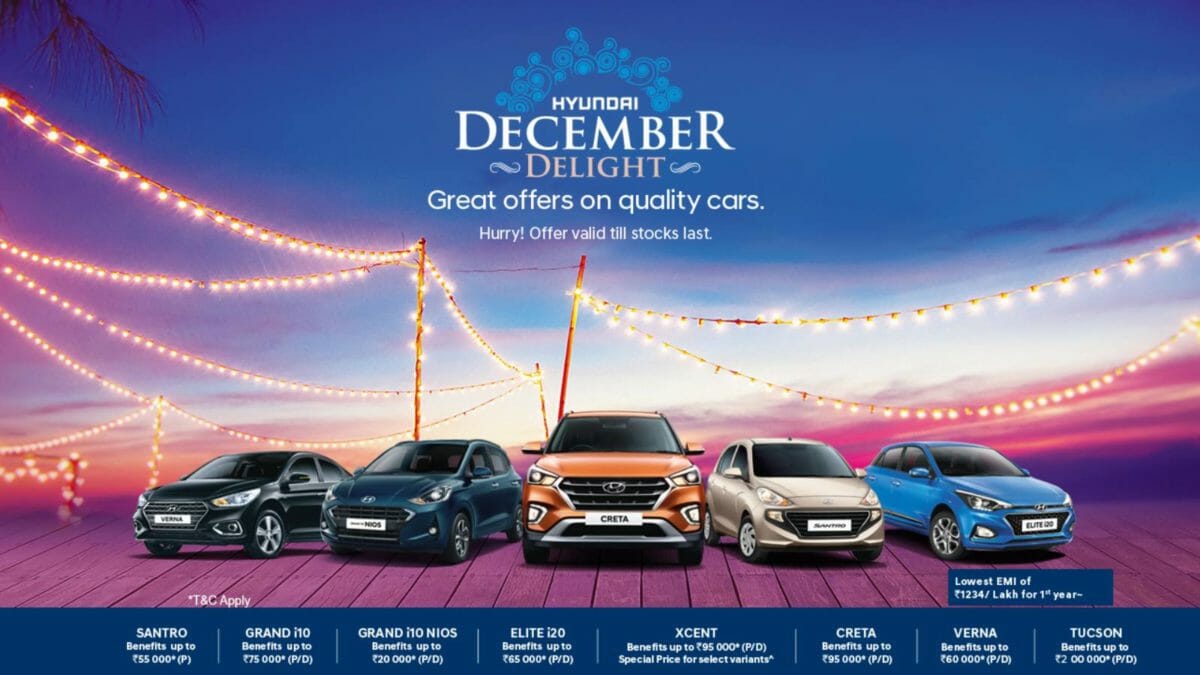 HYUNDAI
DECEMBER
DELIGHT
Great offers on quality cars.
Hurry! Offer valid till stocks last.
VERNA
GRAND i10 NIOS
CRETA
SANTRO
ELITE i20
Lowest EMI of
₹1234/ Lakh for 1st year~
*T&C Apply
SANTRO
Benefits up to
₹55 000* (P)
GRAND i10
Benefits up to
₹75 000* (P/D)
GRAND i10 NIOS
Benefits up to
₹20 000* (P/D)
ELITE i20
Benefits up to
₹65 000* (P/D)
XCENT
Benefits up to ₹95 000* (P/D)
Special Price for select variants^
CRETA
Benefits up to
₹95 000* (P/D)
VERNA
Benefits up to
₹60 000* (P/D)
TUCSON
Benefits up to
₹2 00 000* (P/D)